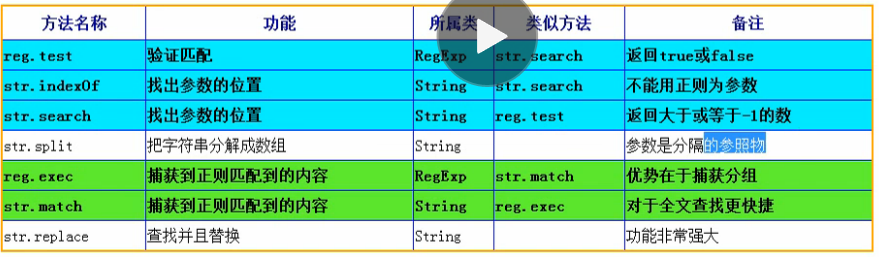 方法名称 功能 所属类 类似方法 备注
reg.test 验证匹配 RegExp str.search 返回true或false
str.indexOf 找出参数的位置 String str.search 不能用正则为参数
str.search 找出参数的位置 String reg.test 返回大于或等于-1的数
str.split 把字符串分解成数组 String 参数是分隔的参照物
reg.exec 捕获到正则匹配到的内容 RegExp str.match 优势在于捕获分组
str.match 捕获到正则匹配到的内容 String reg.exec 对于全文查找更快捷
str.replace 查找并且替换 String 功能非常强大